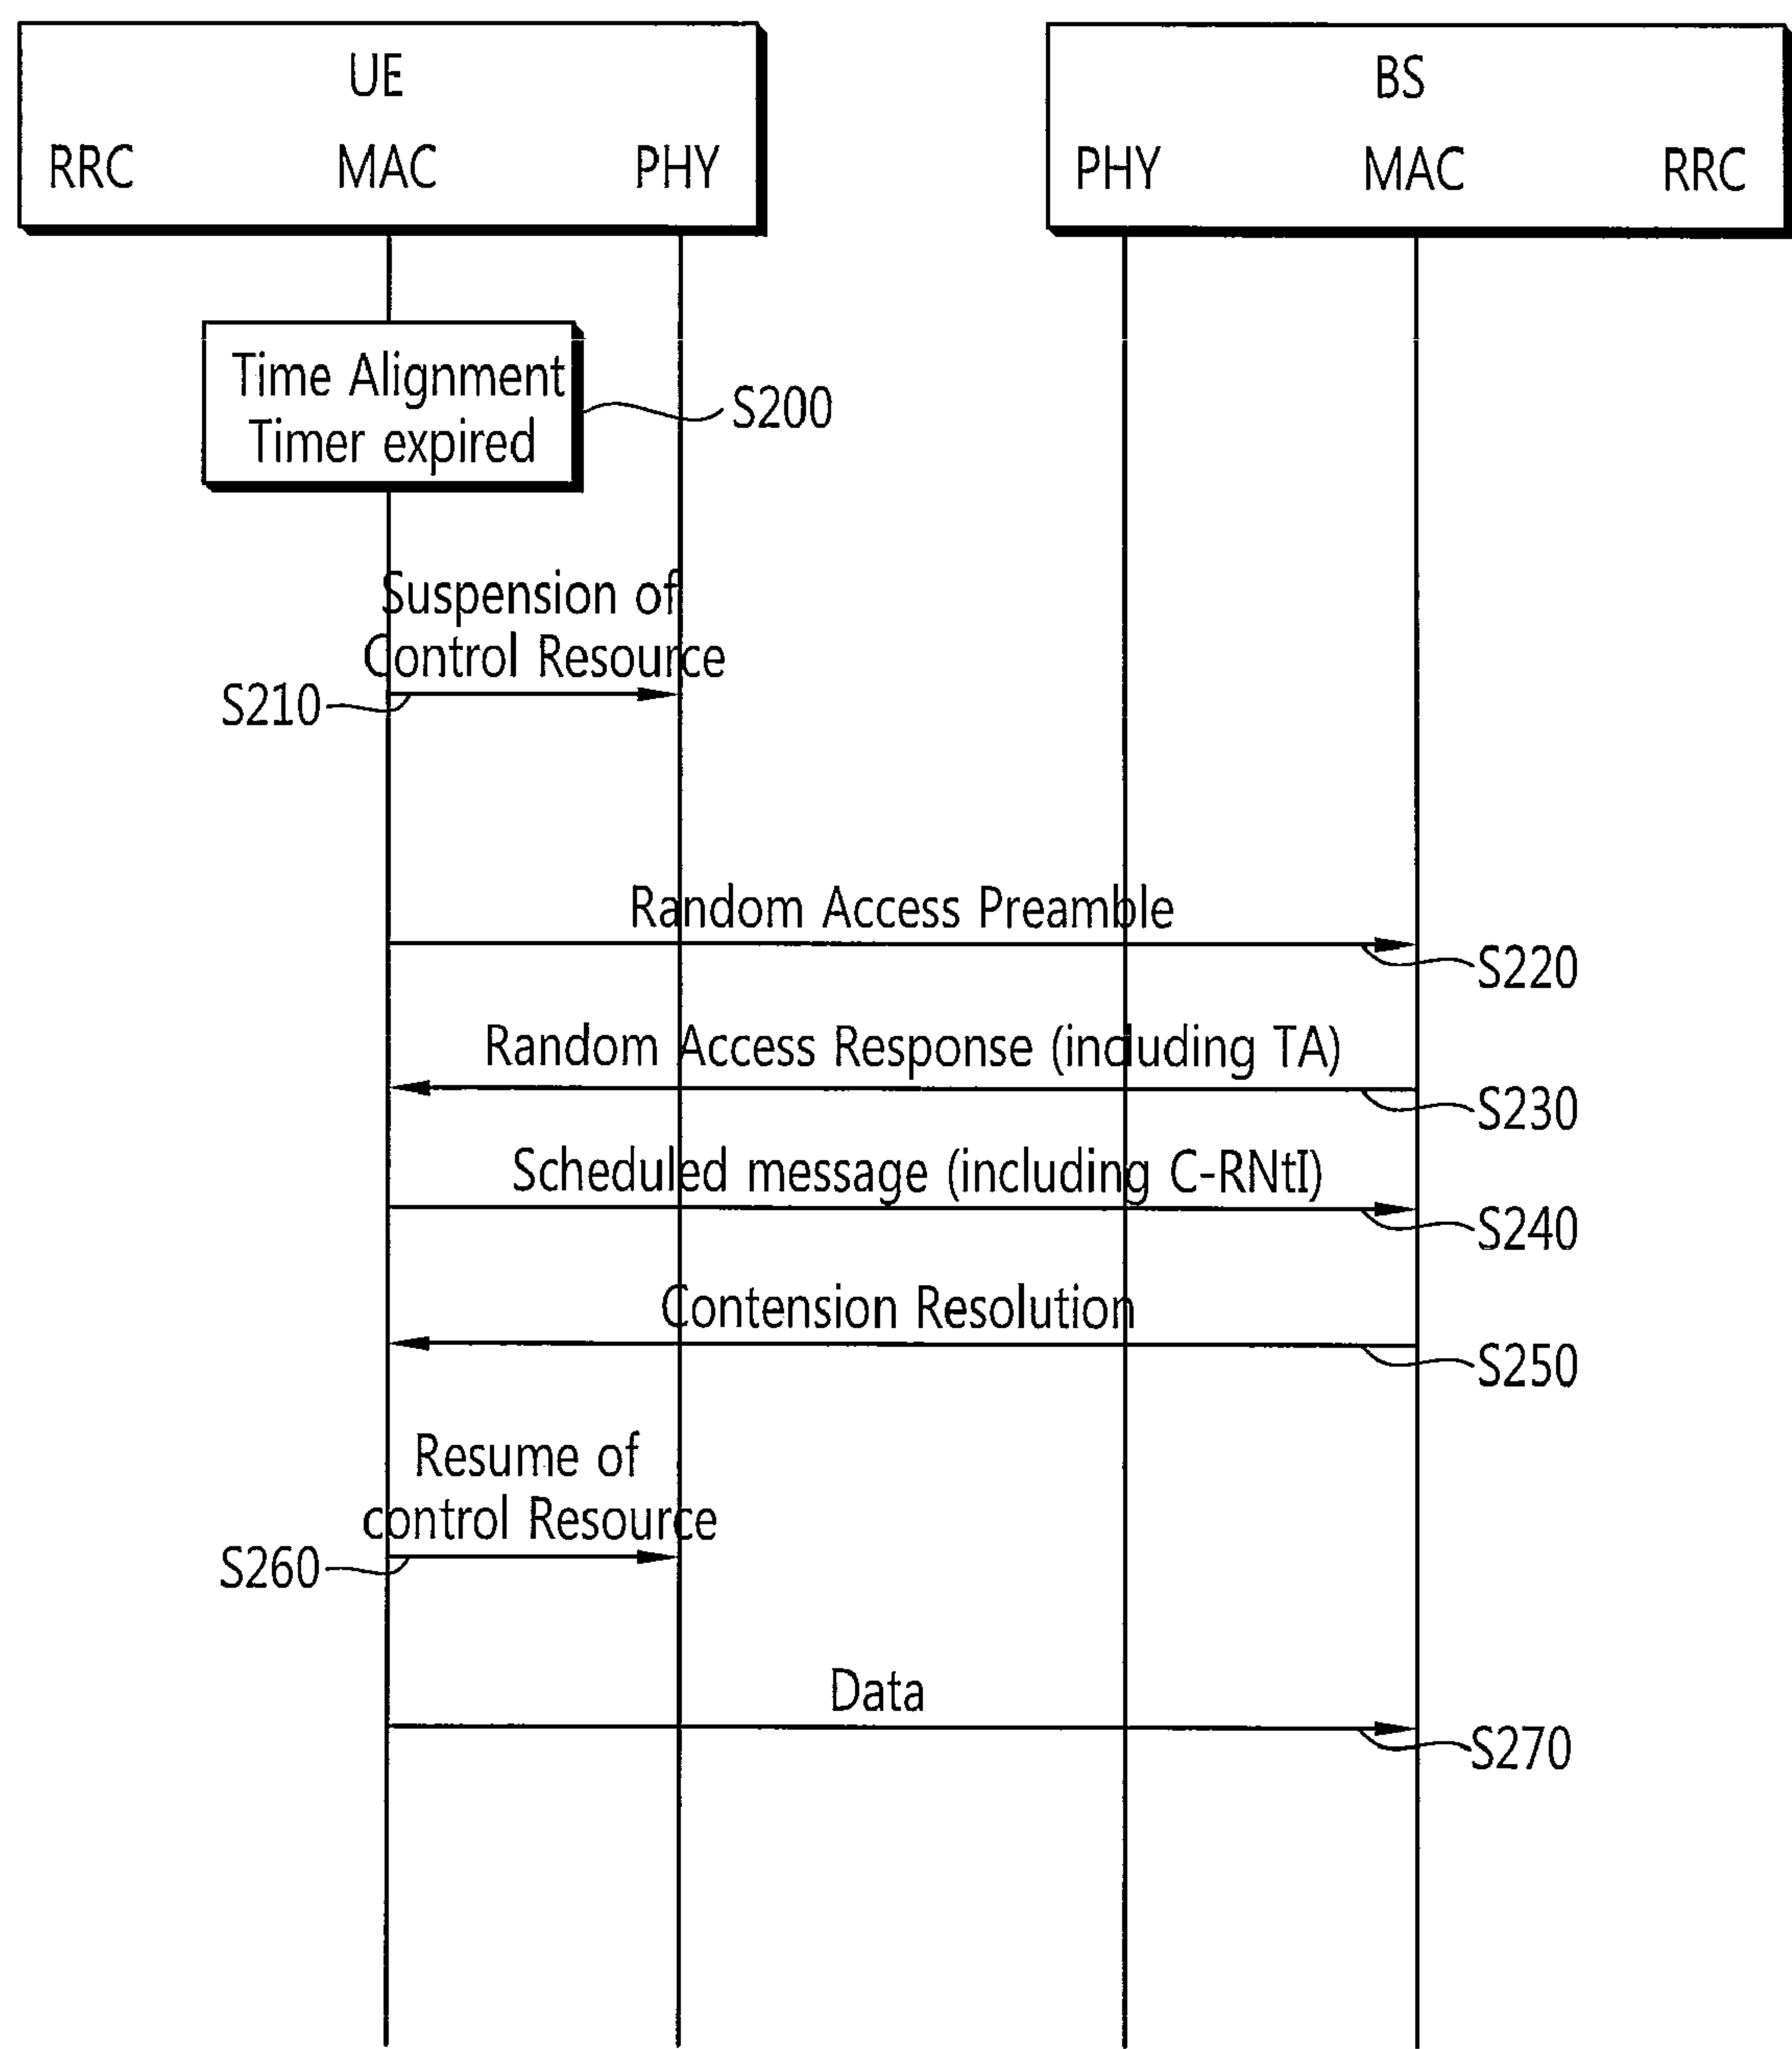 UE
BS
RRC MAC PHY
PHY MAC RRC
Time Alignment
Timer expired
S200
Suspension of
Control Resource
S210
Random Access Preamble
S220
Random Access Response (including TA)
S230
Scheduled message (including C-RNtI)
S240
Contension Resolution
S250
Resume of
control Resource
S260
Data
S270